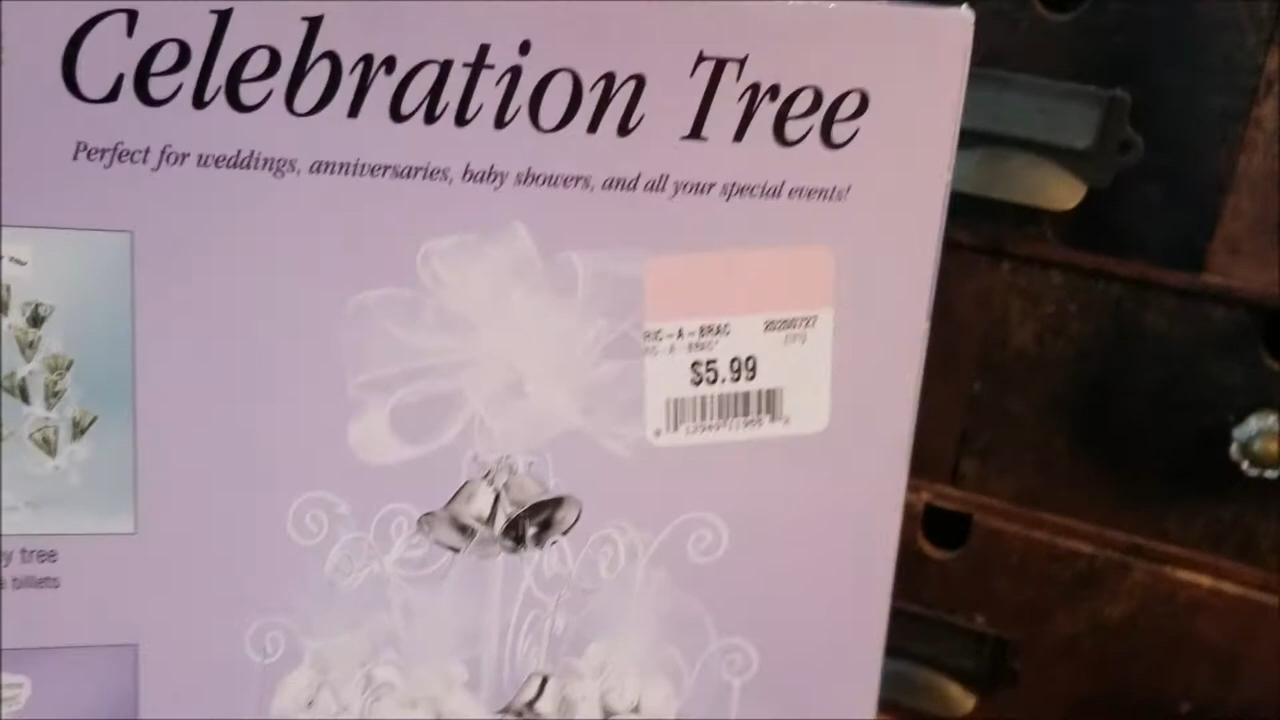 Celebration Tree
Perfect for weddings, anniversaries, baby showers, and all your special events!
RIC-A-BRAC 20200727
$5.99
y tree
billets